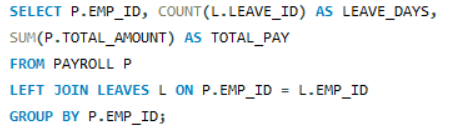 SELECT P.EMP_ID, COUNT(L.LEAVE_ID) AS LEAVE_DAYS,
SUM(P.TOTAL_AMOUNT) AS TOTAL_PAY
FROM PAYROLL P
LEFT JOIN LEAVES L ON P.EMP_ID = L.EMP_ID
GROUP BY P.EMP_ID;